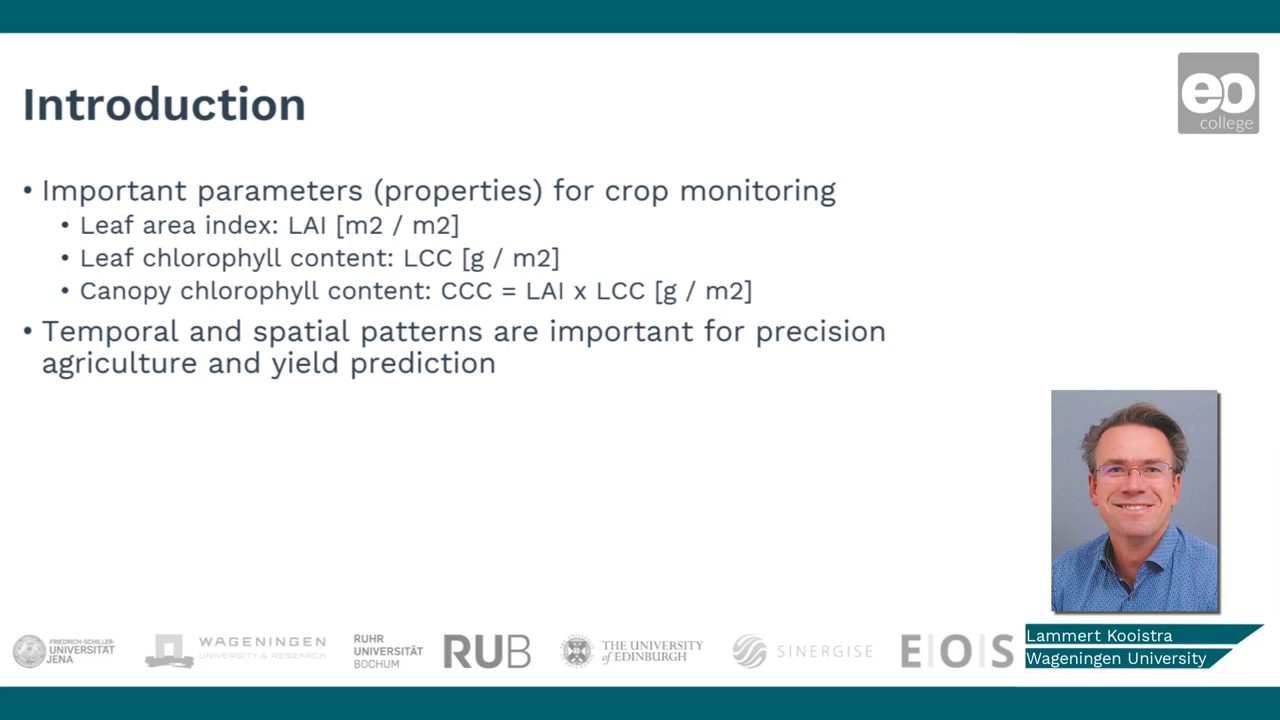 Introduction
eo
college
• Important parameters (properties) for crop monitoring
• Leaf area index: LAI [m2 / m2]
• Leaf chlorophyll content: LCC [g / m2]
• Canopy chlorophyll content: CCC = LAI x LCC [g / m2]
• Temporal and spatial patterns are important for precision
agriculture and yield prediction
FRIEDRICH-SCHILLER-
UNIVERSITÄT
JENA
WAGENINGEN
UNIVERSITY & RESEARCH
RUHR
UNIVERSITÄT
BOCHUM
RUB
THE UNIVERSITY
of EDINBURGH
SINERGISE
E|O|S
Lammert Kooistra
Wageningen University